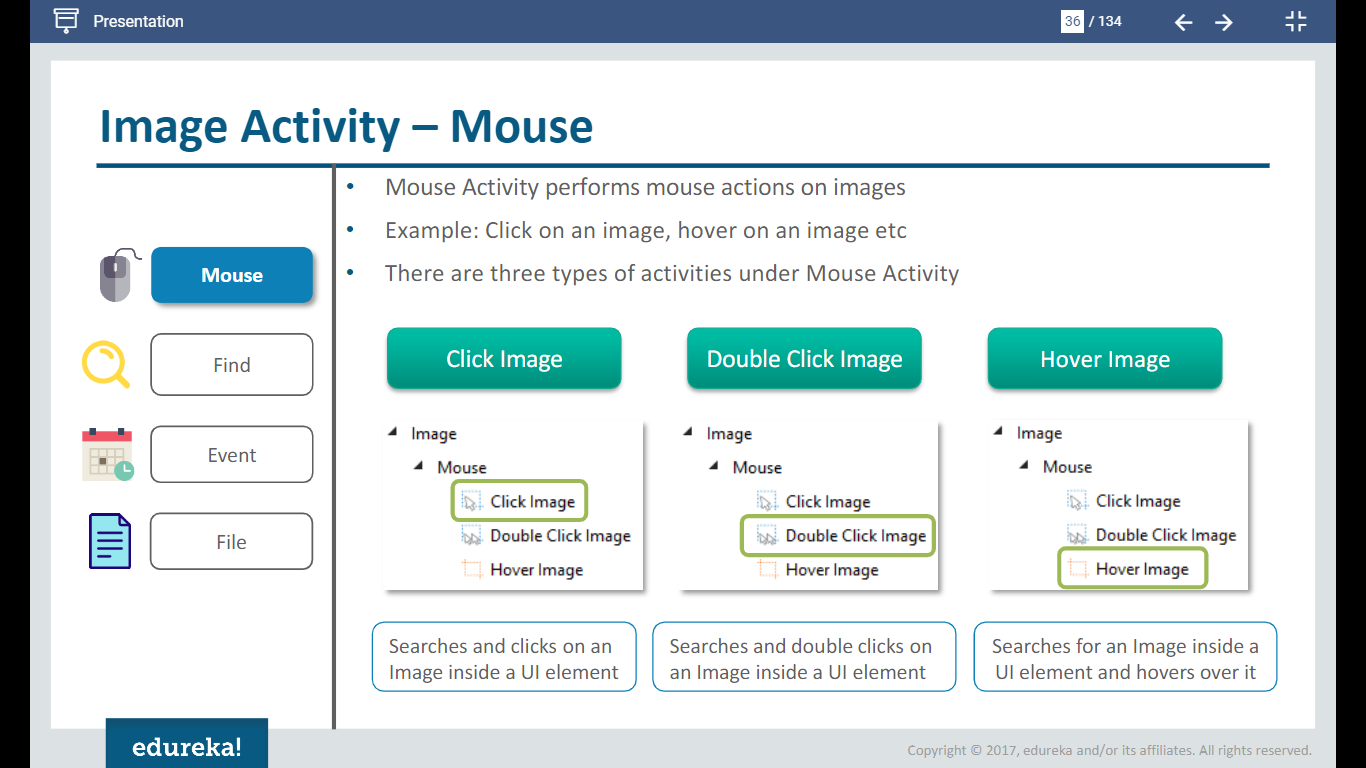 Presentation
36 / 134
Image Activity – Mouse
• Mouse Activity performs mouse actions on images
• Example: Click on an image, hover on an image etc
• There are three types of activities under Mouse Activity
Mouse
Find
Event
File
Click Image
Double Click Image
Hover Image
Image
Mouse
Click Image
Double Click Image
Hover Image
Image
Mouse
Click Image
Double Click Image
Hover Image
Image
Mouse
Click Image
Double Click Image
Hover Image
Searches and clicks on an
Image inside a UI element
Searches and double clicks on
an Image inside a UI element
Searches for an Image inside a
UI element and hovers over it
edureka!
Copyright © 2017, edureka and/or its affiliates. All rights reserved.